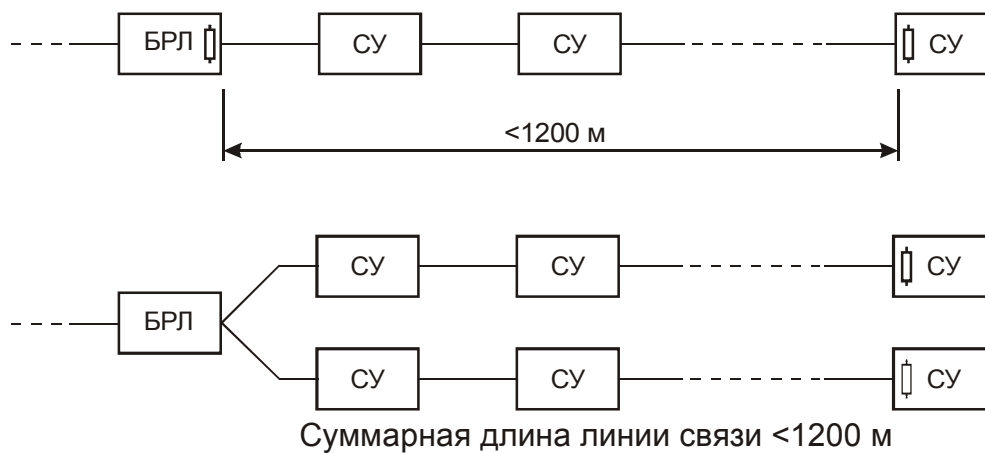 БРЛ СУ СУ СУ
<1200 м
СУ СУ СУ
БРЛ
СУ СУ СУ
Суммарная длина линии связи <1200 м